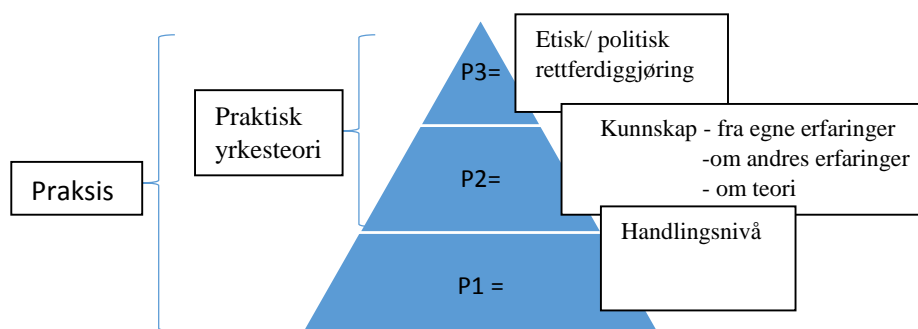 Etisk/ politisk
rettferdiggjøring
P3=
Praktisk
yrkesteori
Kunnskap - fra egne erfaringer
-om andres erfaringer
- om teori
P2=
Praksis
Handlingsnivå
P1 =